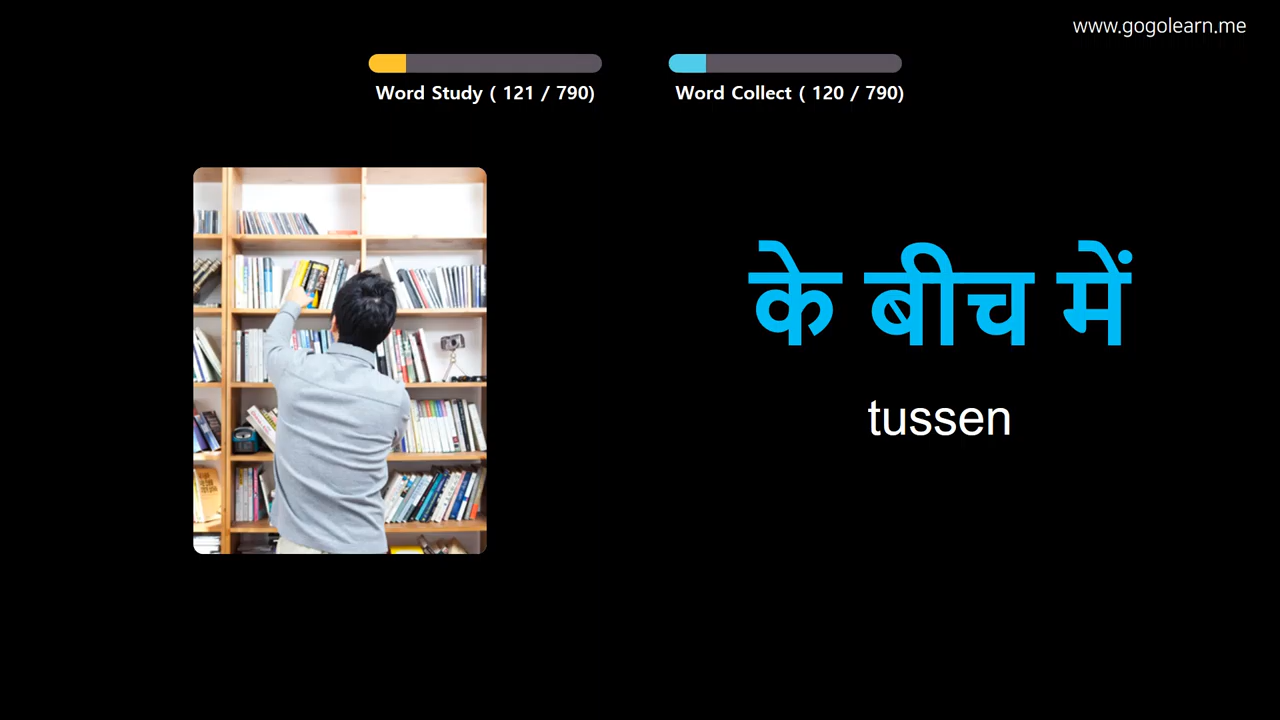 www.gogolearn.me
Word Study ( 121 / 790)
Word Collect ( 120 / 790)
के बीच में
tussen